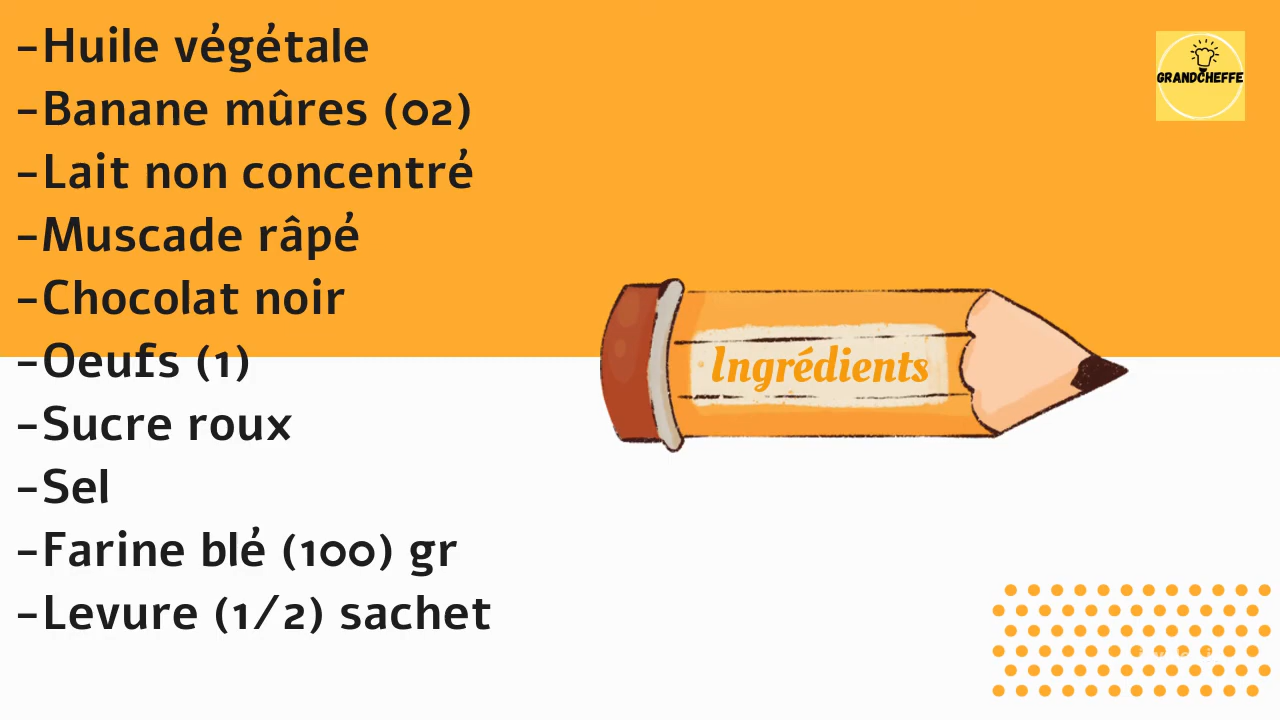 -Huile végétale
-Banane mûres (02)
-Lait non concentré
-Muscade râpé
-Chocolat noir
-Oeufs (1)
-Sucre roux
-Sel
-Farine blé (100) gr
-Levure (1/2) sachet
Ingrédients
GRANDCHEFFE